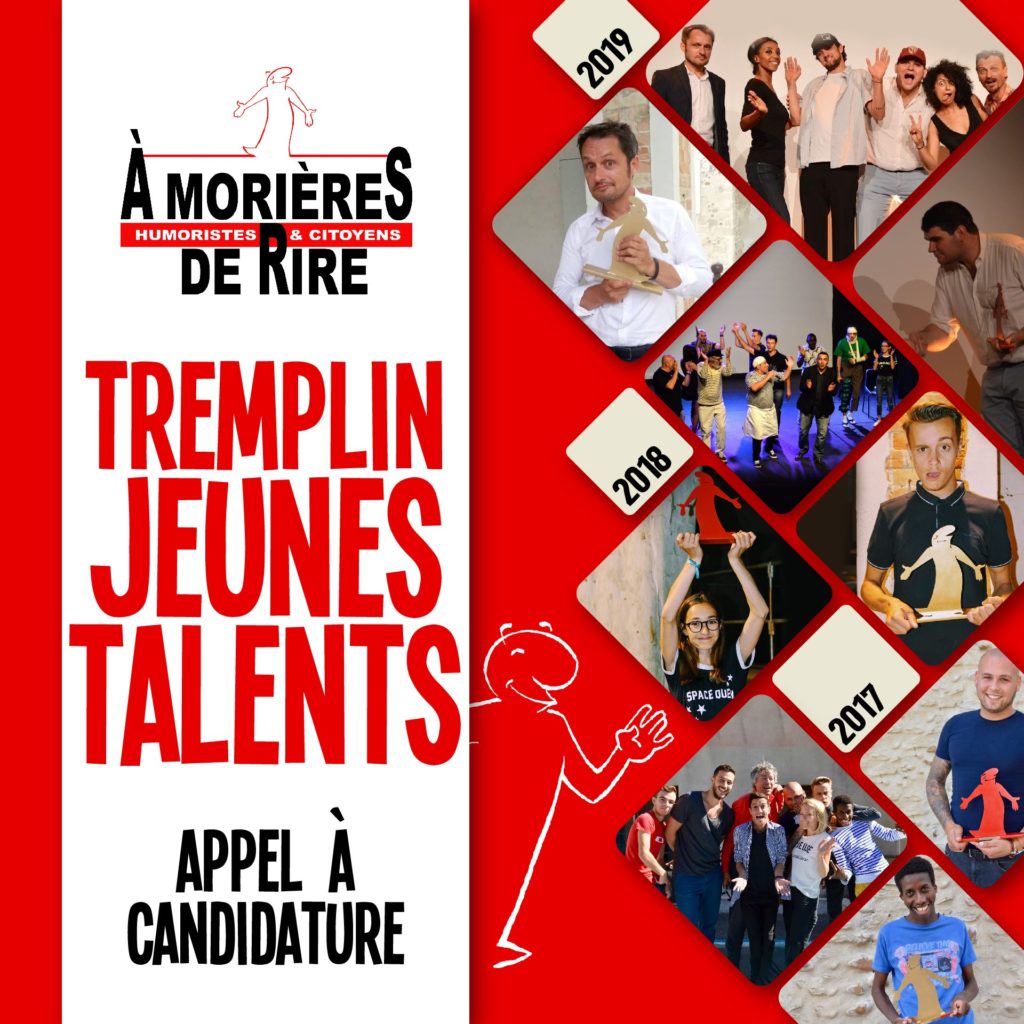 À MORIÈRES
HUMORISTES & CITOYENS
DE RIRE
TREMPLIN
JEUNES
TALENTS
APPEL À
CANDIDATURE
2019
2018
SPACE QUEEN
2017